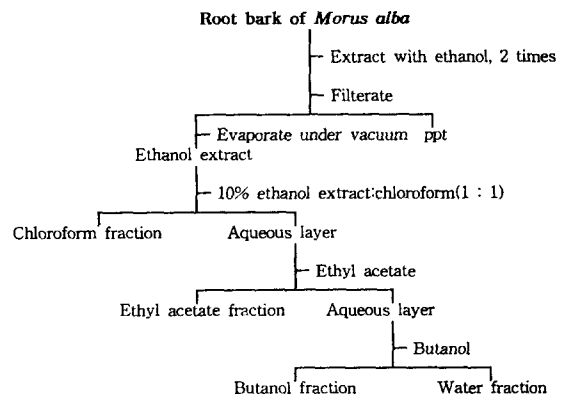 Root bark of Morus alba
Extract with ethanol, 2 times
Filterate
Evaporate under vacuum ppt
Ethanol extract
10% ethanol extract:chloroform(1 : 1)
Chloroform fraction Aqueous layer
Ethyl acetate
Ethyl acetate fraction Aqueous layer
Butanol
Butanol fraction Water fraction